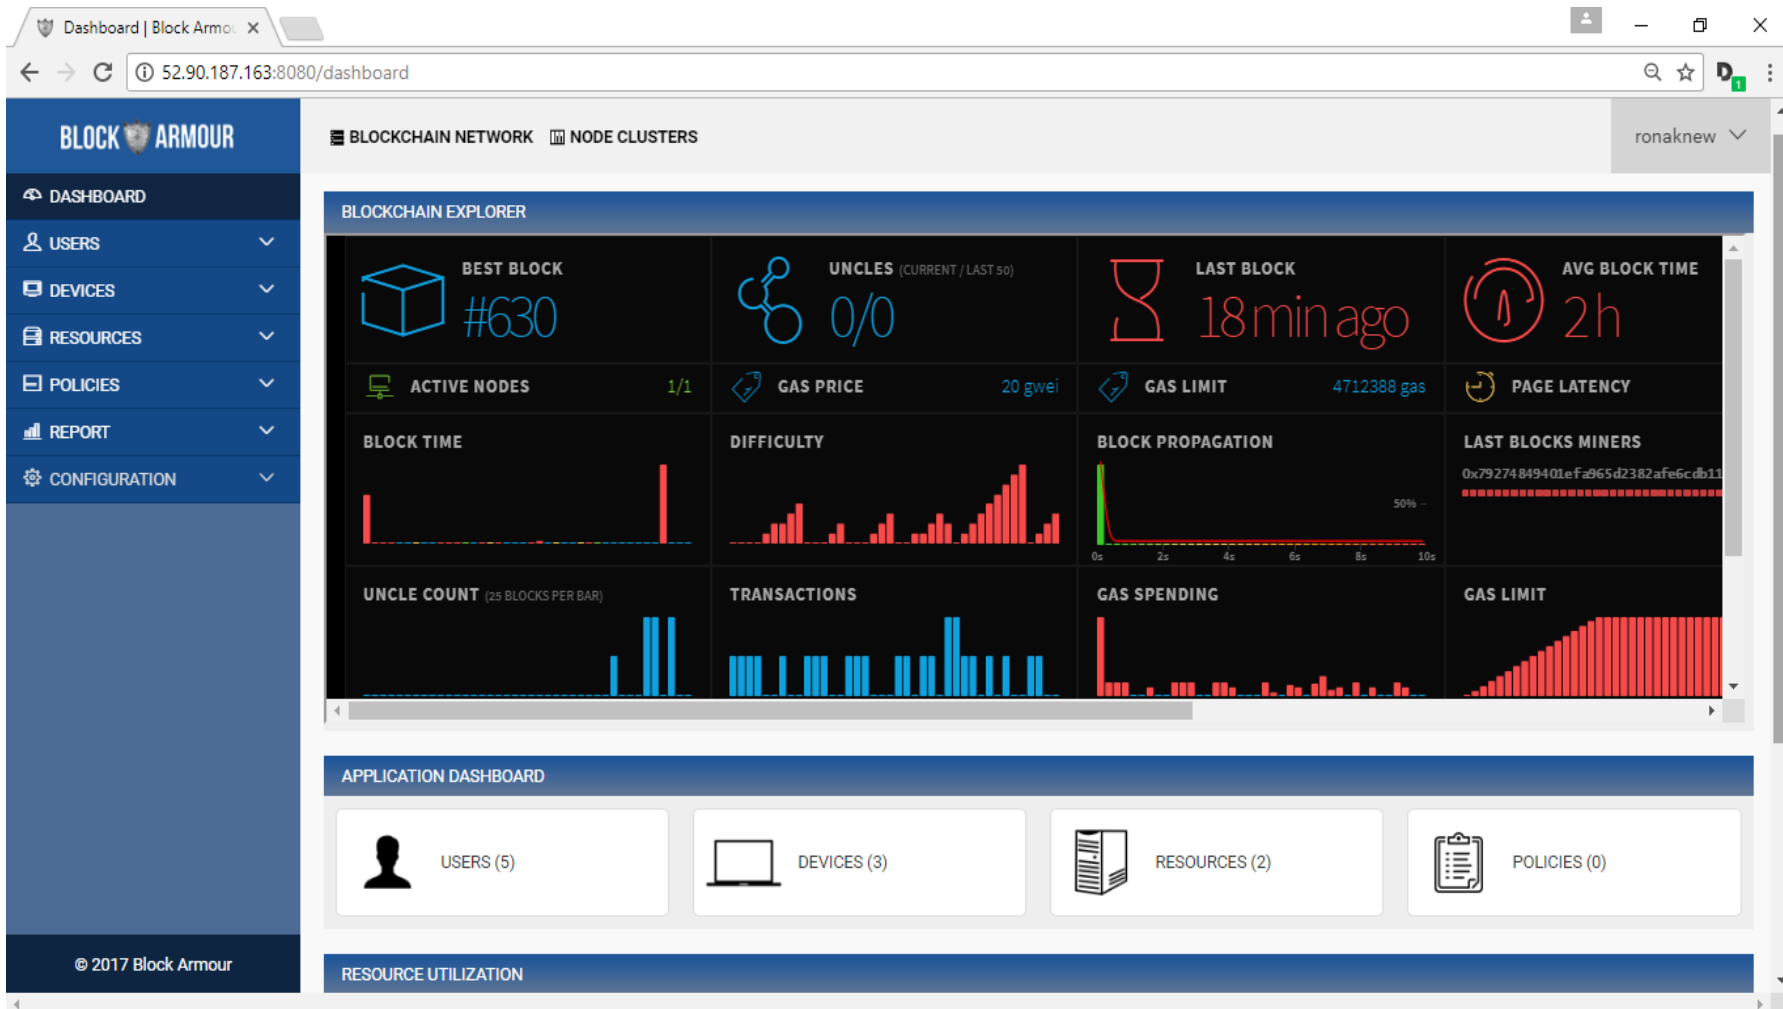 Dashboard | Block Armou
52.90.187.163:8080/dashboard
D 1
BLOCK ARMOUR
BLOCKCHAIN NETWORK NODE CLUSTERS
ronaknew
DASHBOARD
USERS
DEVICES
RESOURCES
POLICIES
REPORT
CONFIGURATION
© 2017 Block Armour
BLOCKCHAIN EXPLORER
BEST BLOCK
#630
UNCLES (CURRENT / LAST 50)
0/0
LAST BLOCK
18 min ago
AVG BLOCK TIME
2 h
ACTIVE NODES 1/1
GAS PRICE 20 gwei
GAS LIMIT 4712388 gas
PAGE LATENCY
BLOCK TIME
DIFFICULTY
BLOCK PROPAGATION
50%
0s 2s 4s 6s 8s 10s
LAST BLOCKS MINERS
0x79274849401efa965d2382afe6cdb11
UNCLE COUNT (25 BLOCKS PER BAR)
TRANSACTIONS
GAS SPENDING
GAS LIMIT
APPLICATION DASHBOARD
USERS (5)
DEVICES (3)
RESOURCES (2)
POLICIES (0)
RESOURCE UTILIZATION